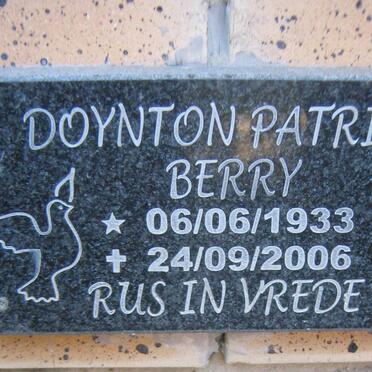 DOYNTON PATRI
BERRY
★ 06/06/1933
✝ 24/09/2006
RUS IN VREDE